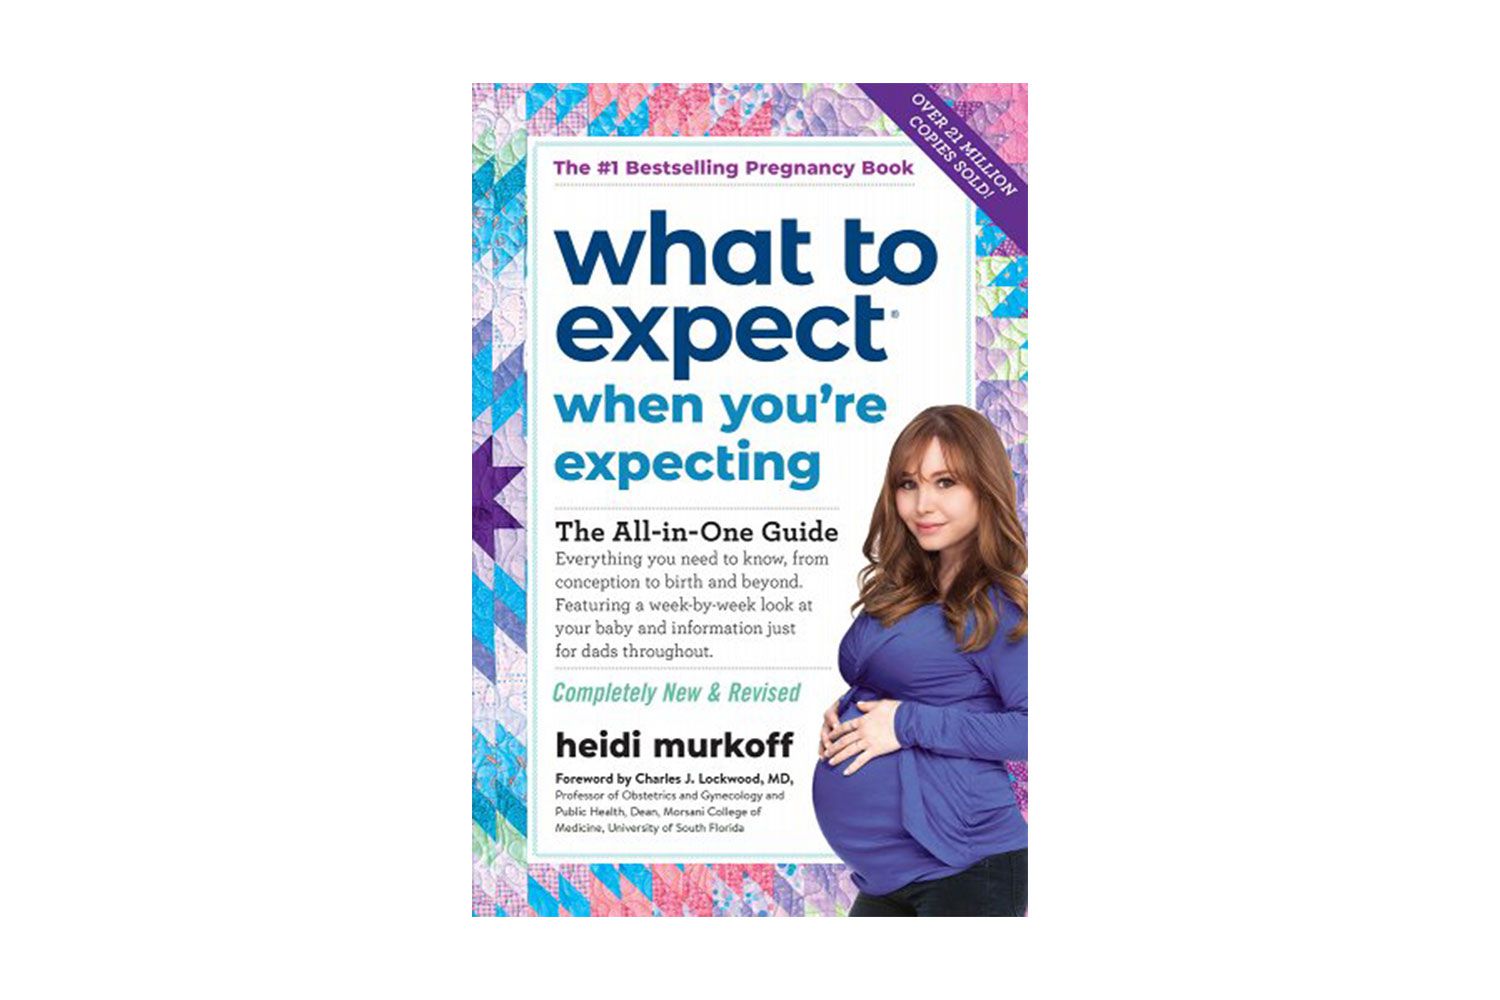 OVER 21 MILLION
COPIES SOLD!
The #1 Bestselling Pregnancy Book
what to
expect®
when you're
expecting
The All-in-One Guide
Everything you need to know, from
conception to birth and beyond.
Featuring a week-by-week look at
your baby and information just
for dads throughout.
Completely New & Revised
heidi murkoff
Foreword by Charles J. Lockwood, MD,
Professor of Obstetrics and Gynecology and
Public Health, Dean, Morsani College of
Medicine, University of South Florida